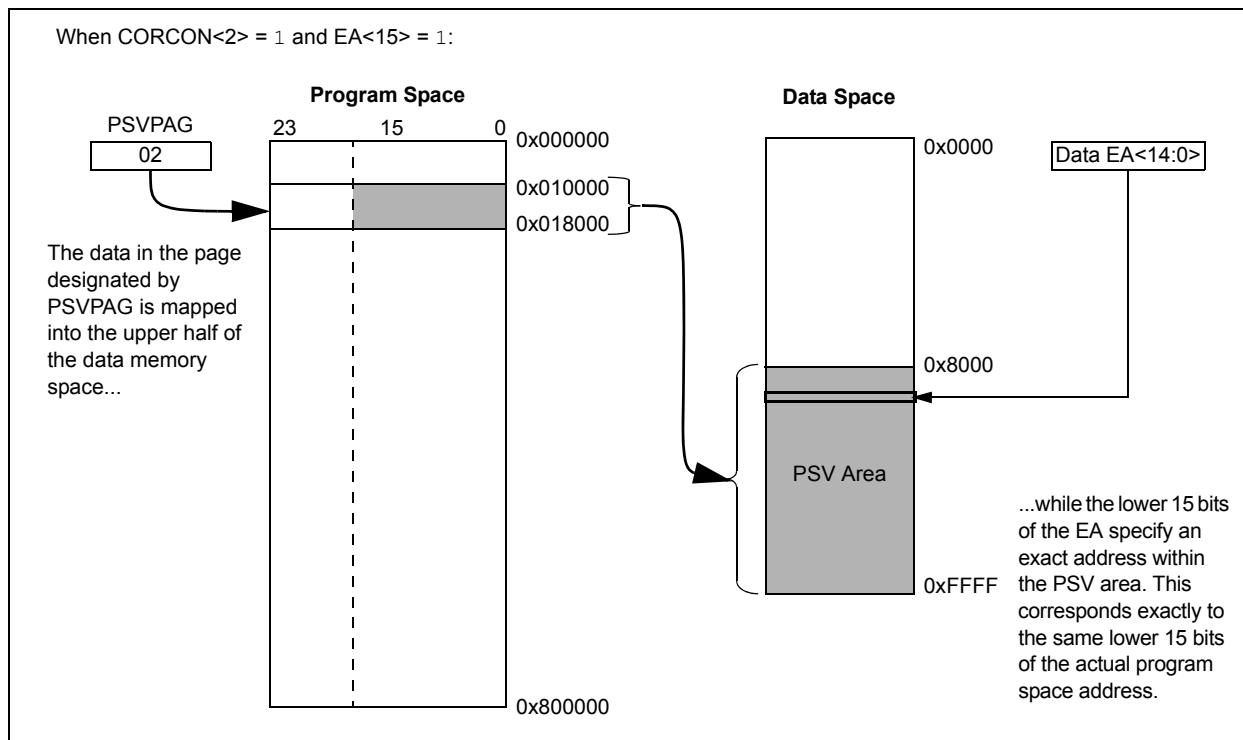 When CORCON<2> = 1 and EA<15> = 1:
Program Space
Data Space
PSVPAG
02
23
15
0
0x000000
0x010000
0x018000
0x800000
The data in the page
designated by
PSVPAG is mapped
into the upper half of
the data memory
space...
0x0000
0x8000
0xFFFF
PSV Area
Data EA<14:0>
...while the lower 15 bits
of the EA specify an
exact address within
the PSV area. This
corresponds exactly to
the same lower 15 bits
of the actual program
space address.